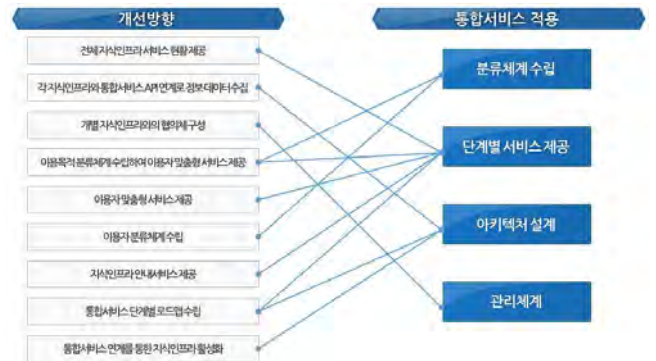 개선방향
통합서비스 적용
전체 지식인프라 서비스 현황 제공
각 지식인프라와 통합서비스 API 연계로 정보 데이터 수집
개별 지식인프라와의 협의체 구성
이용목적 분류체계 수립하여 이용자 맞춤형 서비스 제공
이용자 맞춤형 서비스 제공
이용자 분류체계 수립
지식인프라 안내서비스 제공
통합서비스 단계별 로드맵 수립
통합서비스 연계를 통한 지식인프라 활성화
분류체계 수립
단계별 서비스 제공
아키텍처 설계
관리체계